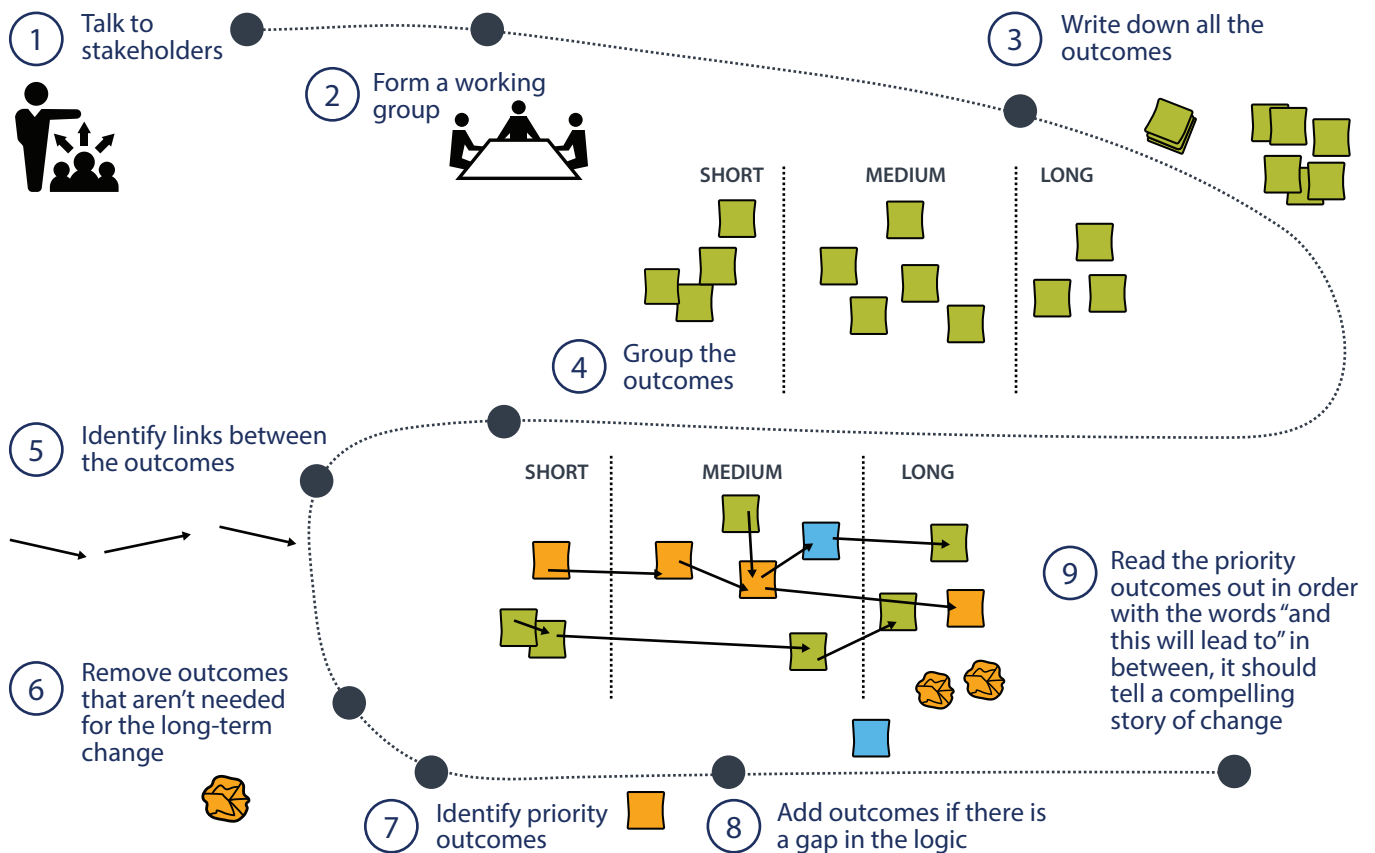 1
Talk to
stakeholders
2
Form a working
group
3
Write down all the
outcomes
SHORT
MEDIUM
LONG
4
Group the
outcomes
5
Identify links between
the outcomes
SHORT
MEDIUM
LONG
6
Remove outcomes
that aren't needed
for the long-term
change
7
Identify priority
outcomes
8
Add outcomes if there is
a gap in the logic
9
Read the priority
outcomes out in order
with the words “and
this will lead to” in
between, it should
tell a compelling
story of change